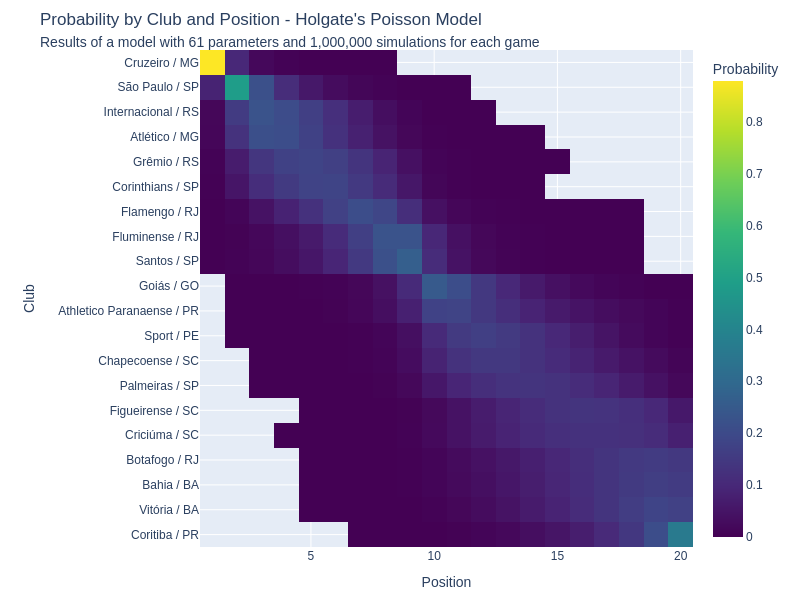 Probability by Club and Position - Holgate's Poisson Model
Results of a model with 61 parameters and 1,000,000 simulations for each game
Cruzeiro / MG
São Paulo / SP
Internacional / RS
Atlético / MG
Grêmio / RS
Corinthians / SP
Flamengo / RJ
Fluminense / RJ
Santos / SP
Goiás / GO
Athletico Paranaense / PR
Sport / PE
Chapecoense / SC
Palmeiras / SP
Figueirense / SC
Criciúma / SC
Botafogo / RJ
Bahia / BA
Vitória / BA
Coritiba / PR
Club
5
10
15
20
Position
Probability
0.8
0.7
0.6
0.5
0.4
0.3
0.2
0.1
0